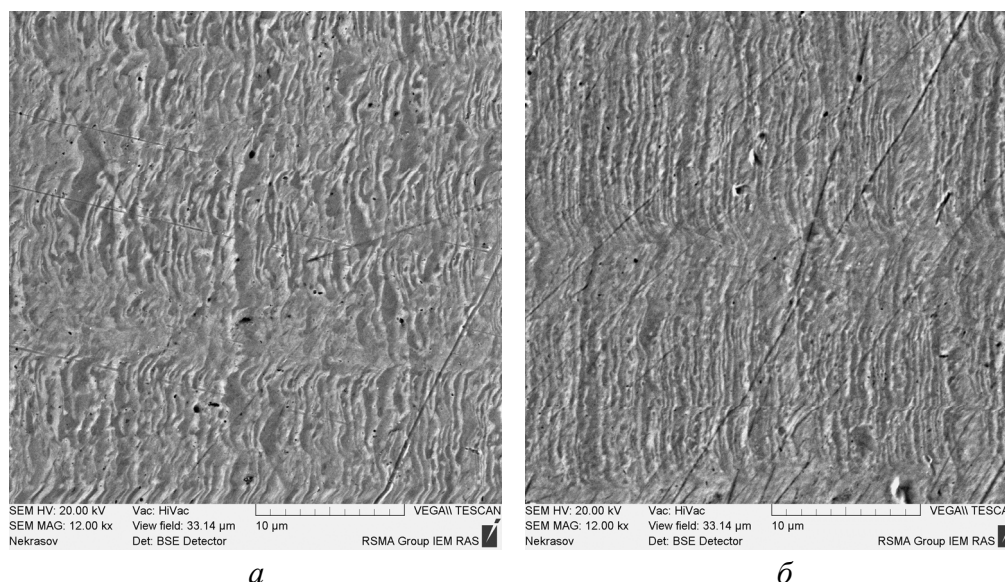 SEM HV: 20.00 kV Vac: HiVac VEGA\\ TESCAN
SEM MAG: 12.00 kx View field: 33.14 µm 10 µm
Nekrasov Det: BSE Detector RSMA Group IEM RAS
а
SEM HV: 20.00 kV Vac: HiVac VEGA\\ TESCAN
SEM MAG: 12.00 kx View field: 33.14 µm 10 µm
Nekrasov Det: BSE Detector RSMA Group IEM RAS
б